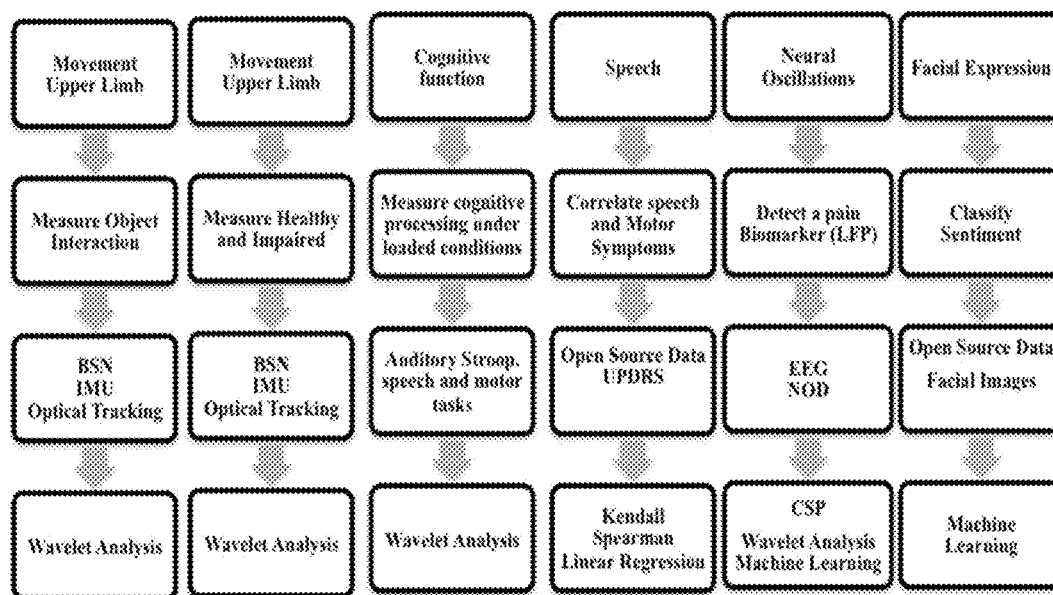 Movement
Upper Limb
Movement
Upper Limb
Cognitive
function
Speech
Neural
Oscillations
Facial Expression
Measure Object
Interaction
Measure Healthy
and Impaired
Measure cognitive
processing under
loaded conditions
Correlate speech
and Motor
Symptoms
Detect a pain
Biomarker (LFP)
Classify
Sentiment
BSN
IMU
Optical Tracking
BSN
IMU
Optical Tracking
Auditory Stroop,
speech and motor
tasks
Open Source Data
UPDRS
EEG
NOD
Open Source Data
Facial Images
Wavelet Analysis
Wavelet Analysis
Wavelet Analysis
Kendall
Spearman
Linear Regression
CSP
Wavelet Analysis
Machine Learning
Machine
Learning